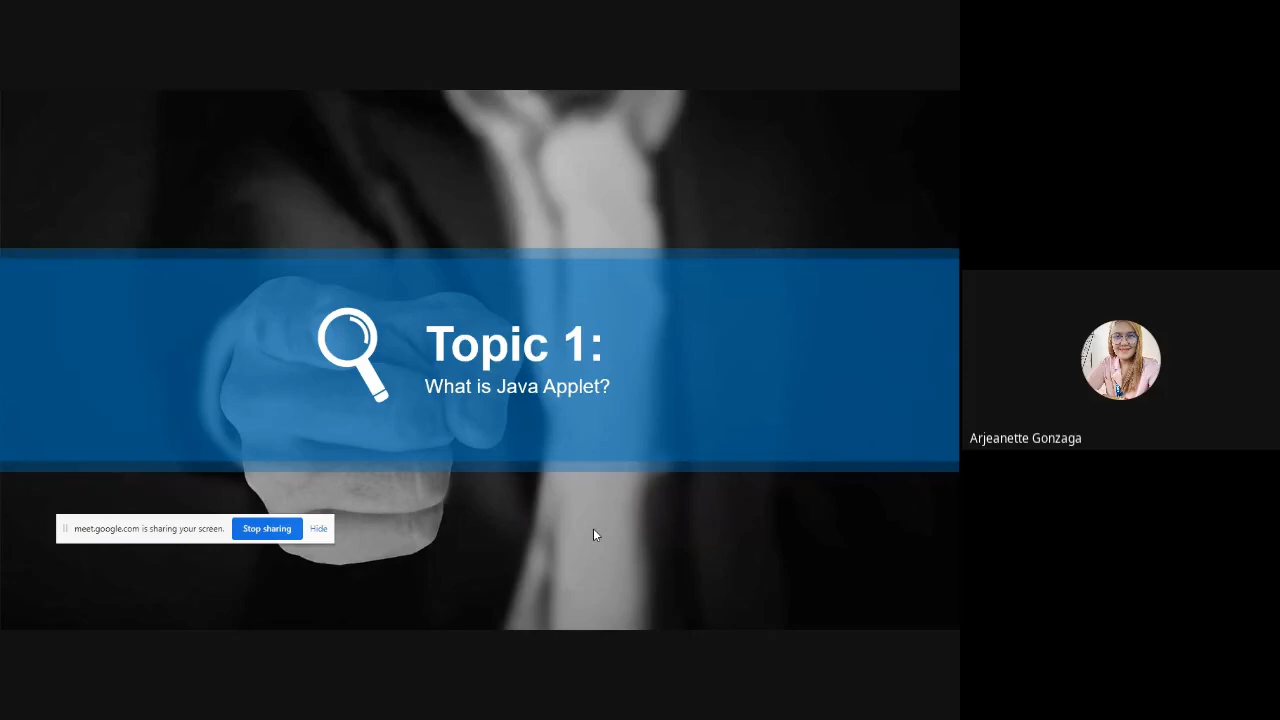 Topic 1:
What is Java Applet?
meet.google.com is sharing your screen.
Stop sharing
Hide
Arjeanette Gonzaga